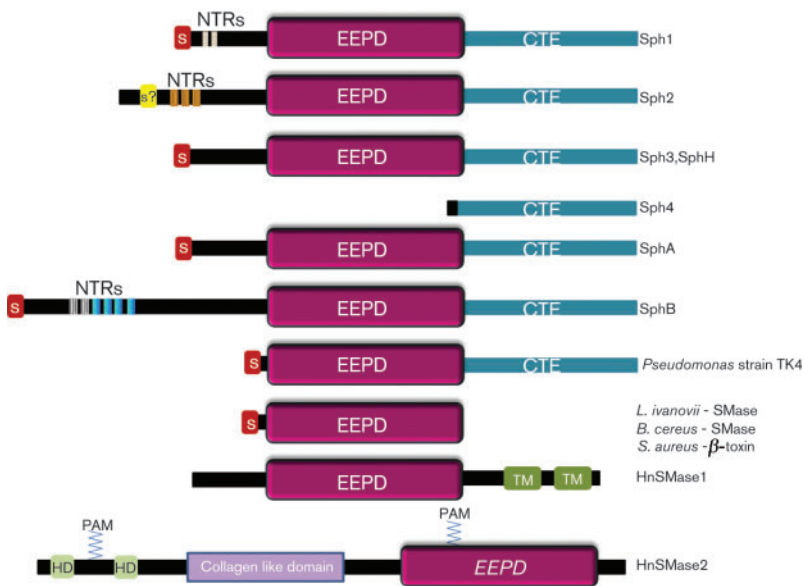 NTRs
S EEPD CTE Sph1
NTRs
s? EEPD CTE Sph2
S EEPD CTE Sph3,SphH
CTE Sph4
S EEPD CTE SphA
NTRs
S EEPD CTE SphB
S EEPD CTE Pseudomonas strain TK4
S EEPD L. ivanovii - SMase
B. cereus - SMase
S. aureus -β-toxin
EEPD TM TM HnSMase1
PAM PAM
HD HD Collagen like domain EEPD HnSMase2